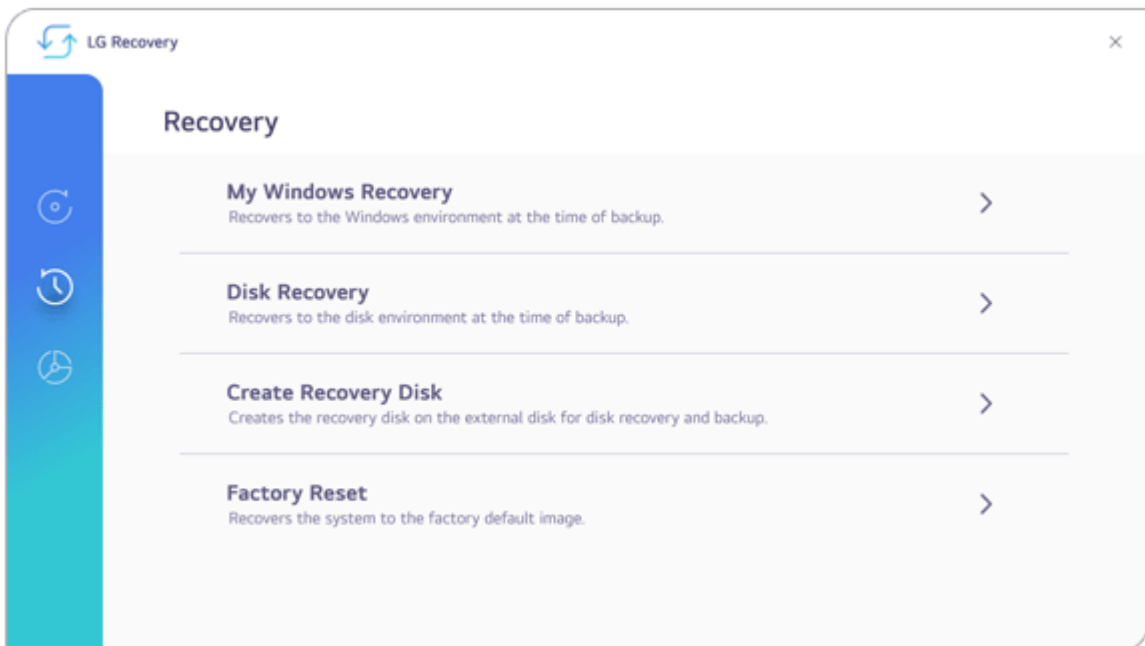 LG Recovery
Recovery
My Windows Recovery
Recovers to the Windows environment at the time of backup.
Disk Recovery
Recovers to the disk environment at the time of backup.
Create Recovery Disk
Creates the recovery disk on the external disk for disk recovery and backup.
Factory Reset
Recovers the system to the factory default image.